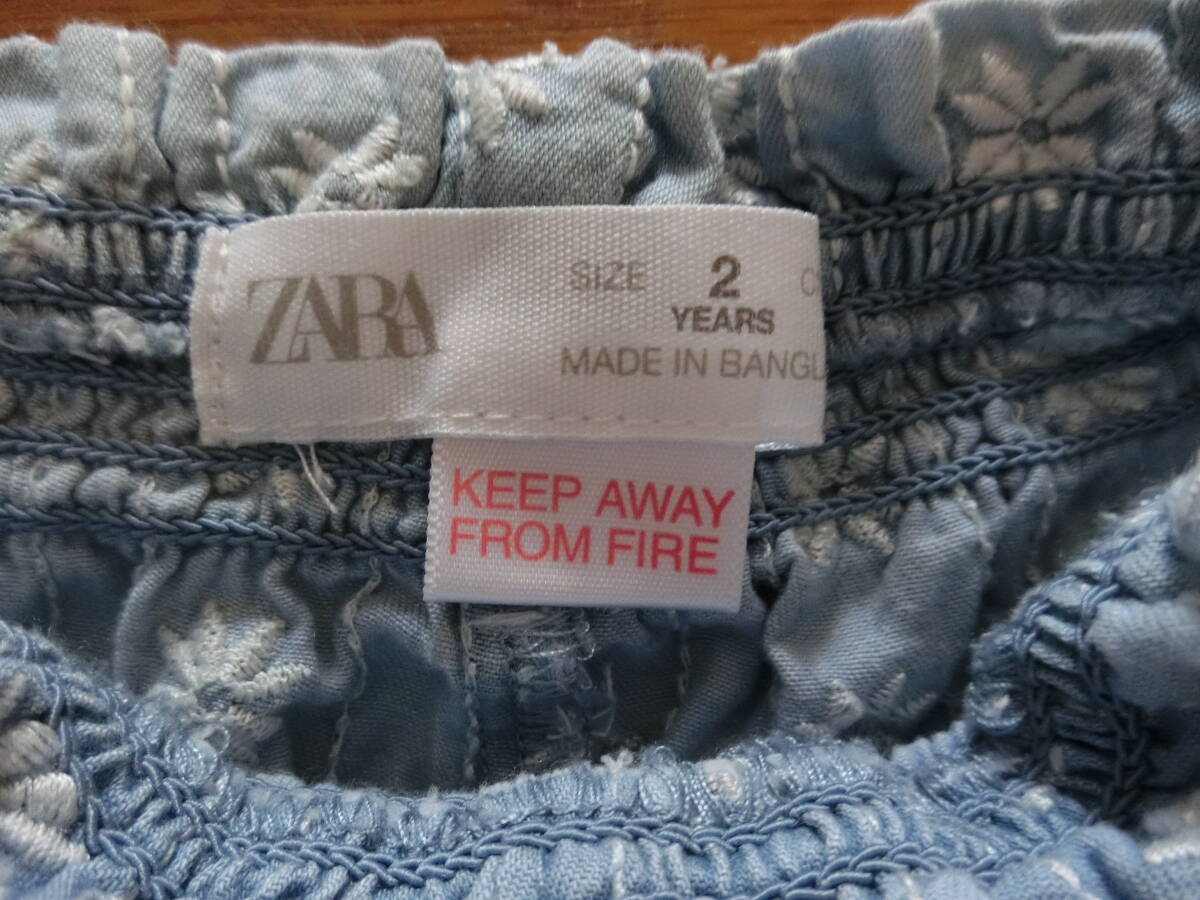 ZARA
SIZE 2 YEARS
MADE IN BANGL
KEEP AWAY
FROM FIRE